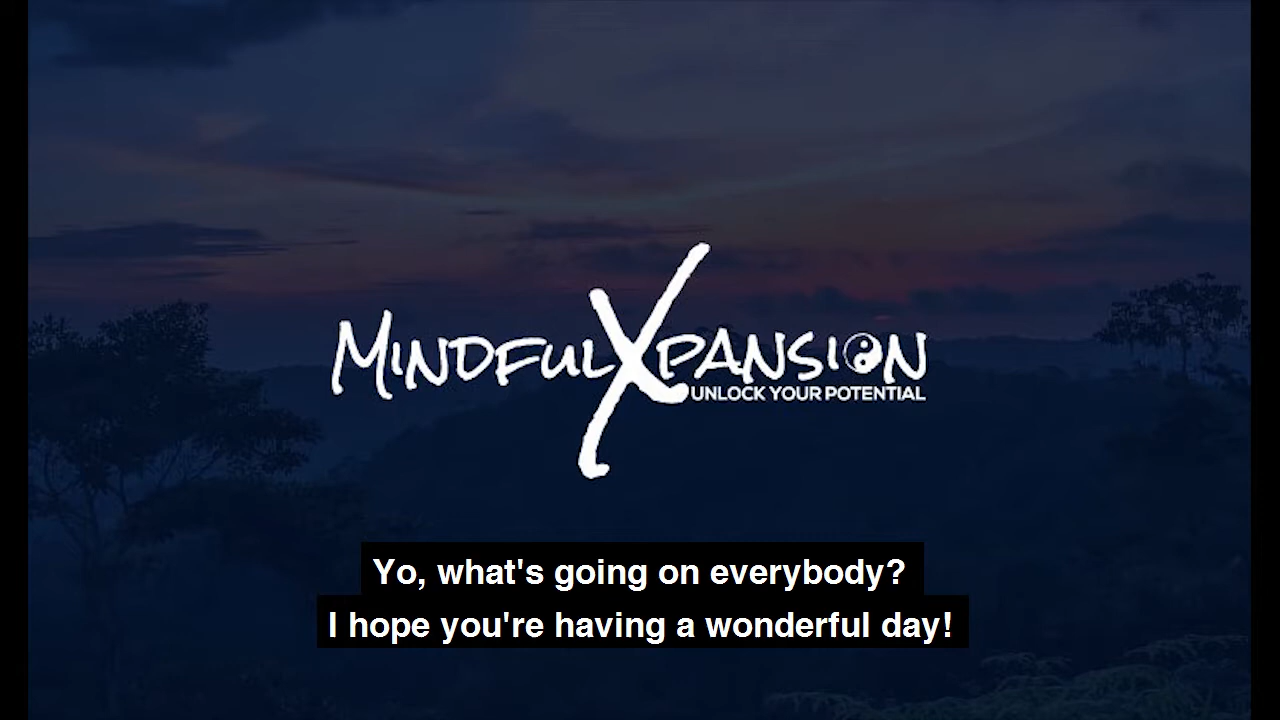 MindfulXpansion
UNLOCK YOUR POTENTIAL
Yo, what's going on everybody?
I hope you're having a wonderful day!